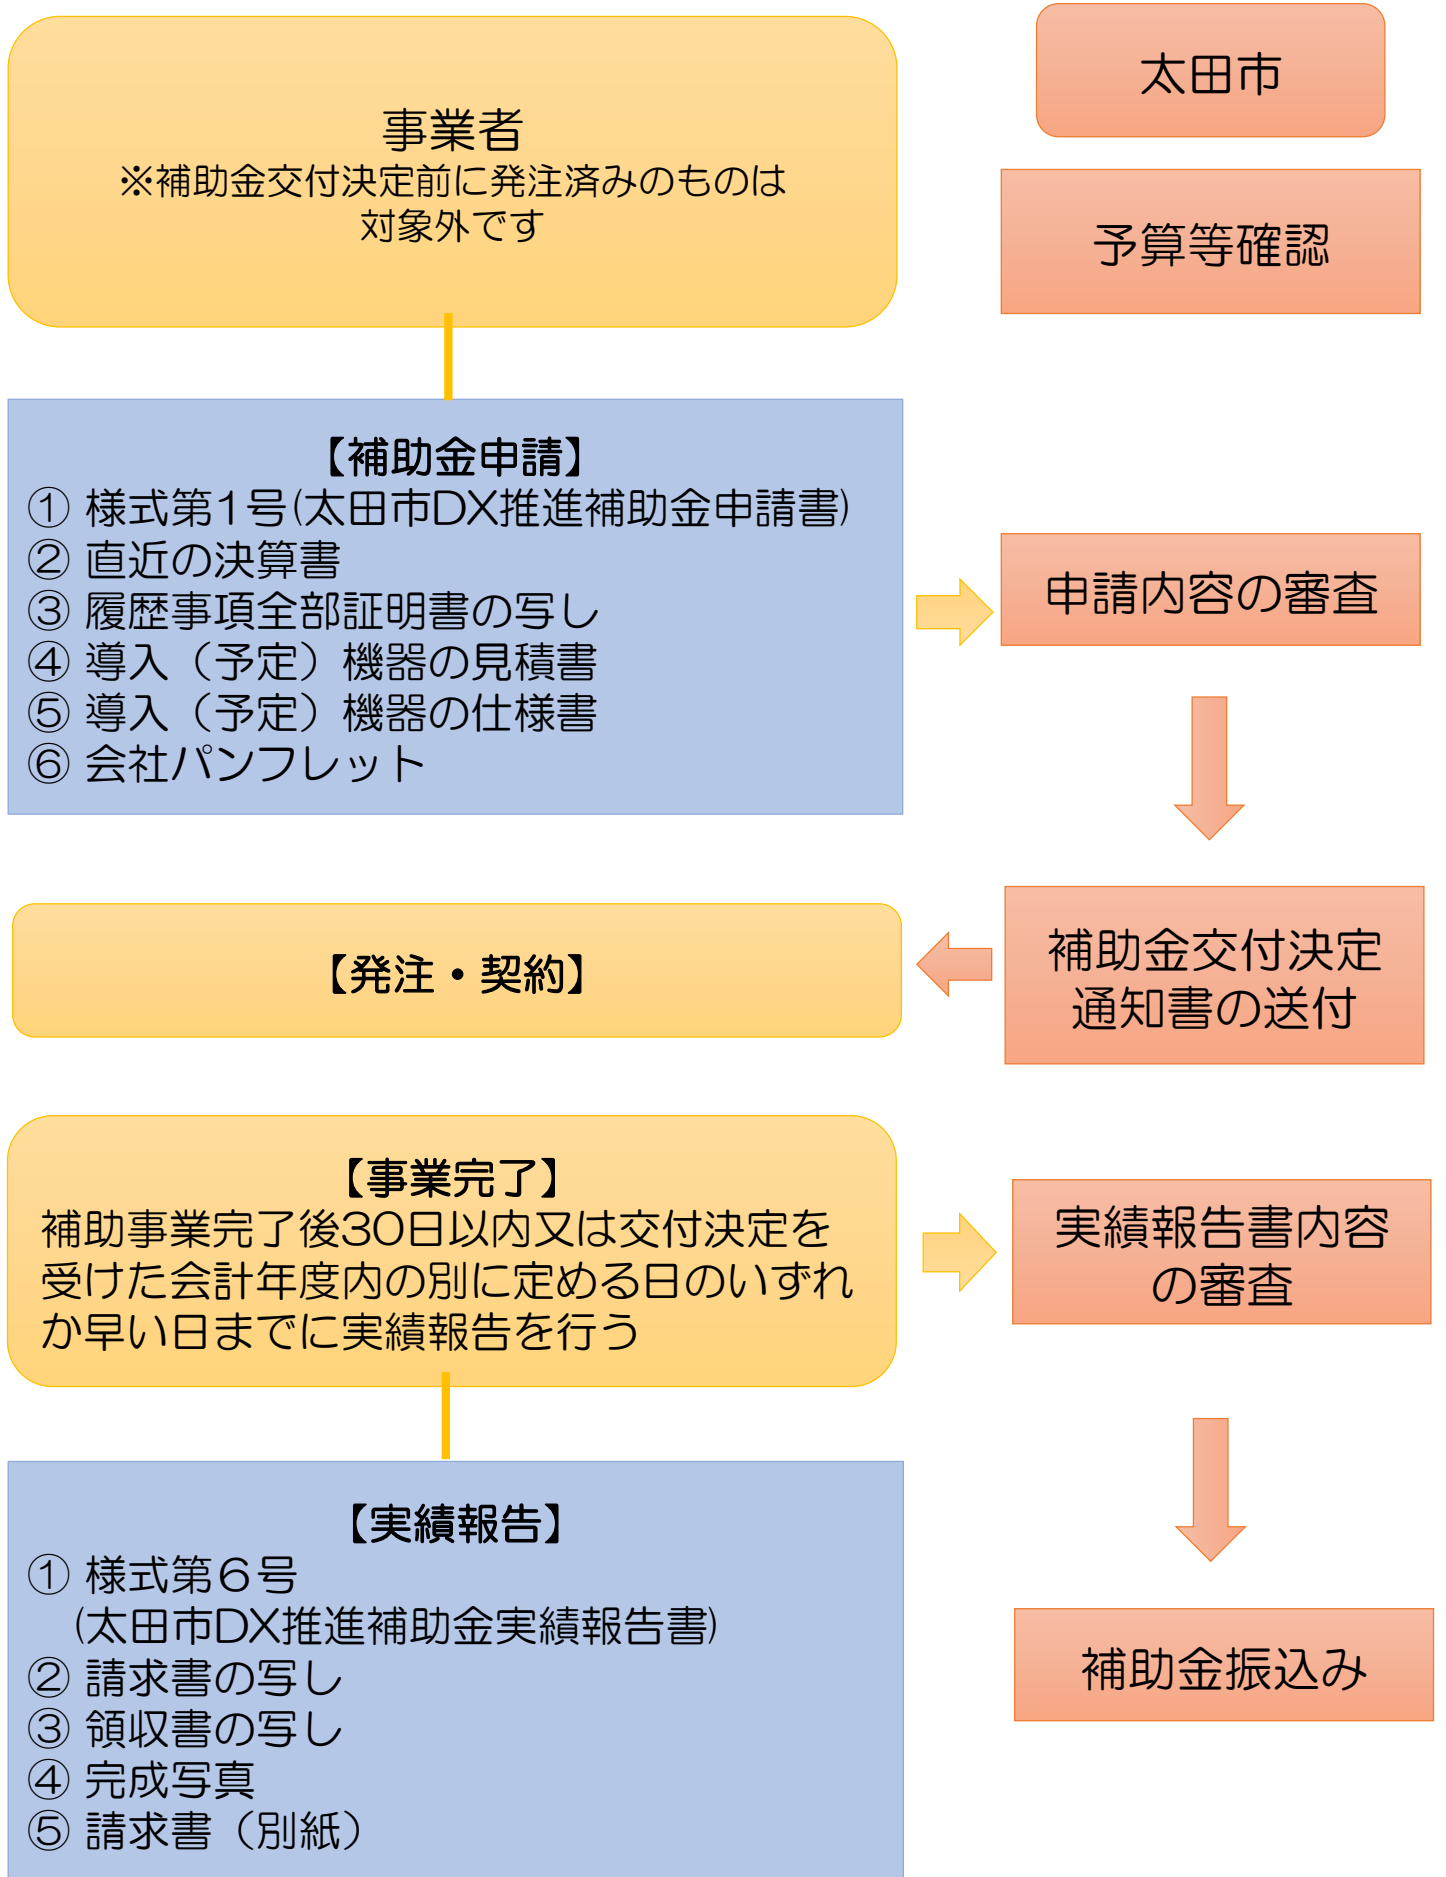 事業者
※補助金交付決定前に発注済みのものは
対象外です
太田市
予算等確認
【補助金申請】
① 様式第1号(太田市DX推進補助金申請書)
② 直近の決算書
③ 履歴事項全部証明書の写し
④ 導入（予定）機器の見積書
⑤ 導入（予定）機器の仕様書
⑥ 会社パンフレット
申請内容の審査
補助金交付決定
通知書の送付
【発注・契約】
【事業完了】
補助事業完了後30日以内又は交付決定を
受けた会計年度内の別に定める日のいずれ
か早い日までに実績報告を行う
実績報告書内容
の審査
【実績報告】
① 様式第６号
(太田市DX推進補助金実績報告書)
② 請求書の写し
③ 領収書の写し
④ 完成写真
⑤ 請求書（別紙）
補助金振込み